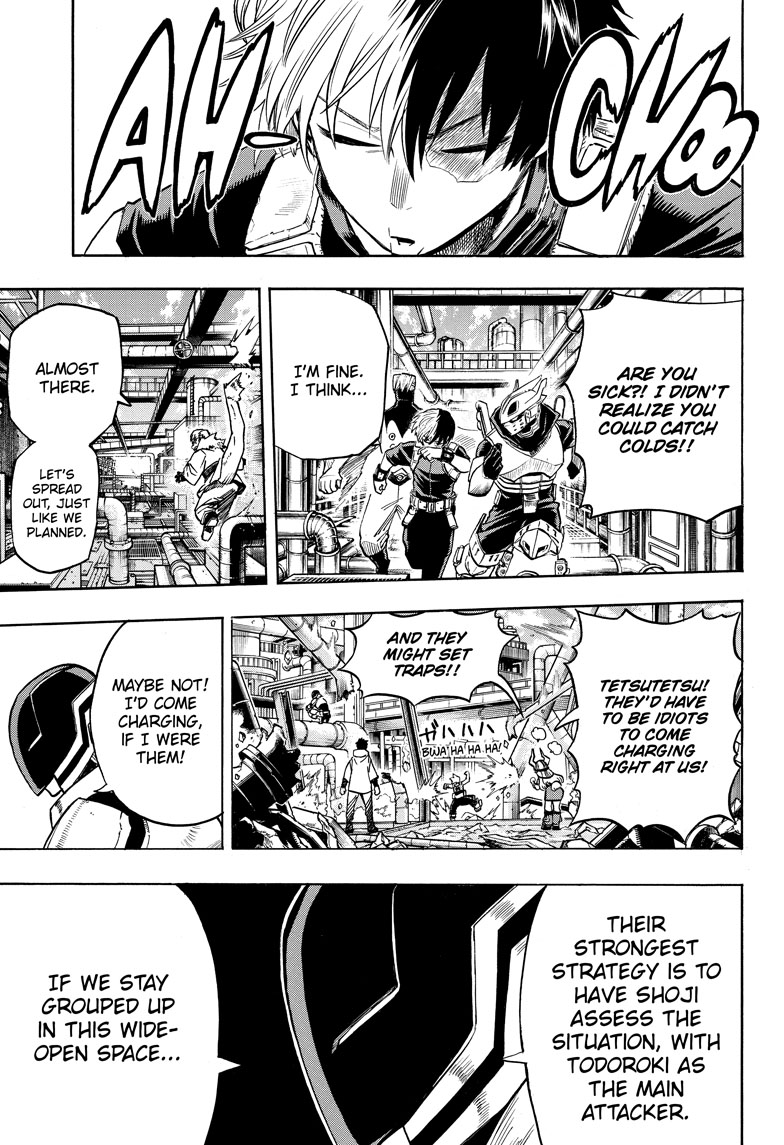 AH-
CHOO
ARE YOU
SICK?! I DIDN'T
REALIZE YOU
COULD CATCH
COLDS!!
I'M FINE.
I THINK...
ALMOST
THERE.
LET'S
SPREAD
OUT, JUST
LIKE WE
PLANNED.
TETSUTETSU!
THEY'D HAVE
TO BE IDIOTS
TO COME
CHARGING
RIGHT AT US!
AND THEY
MIGHT SET
TRAPS!!
ガハハハ
BWA HA HA HA!
MAYBE NOT!
I'D COME
CHARGING,
IF I WERE
THEM!
THEIR
STRONGEST
STRATEGY IS TO
HAVE SHOJI
ASSESS THE
SITUATION, WITH
TODOROKI AS
THE MAIN
ATTACKER.
IF WE STAY
GROUPED UP
IN THIS WIDE-
OPEN SPACE...